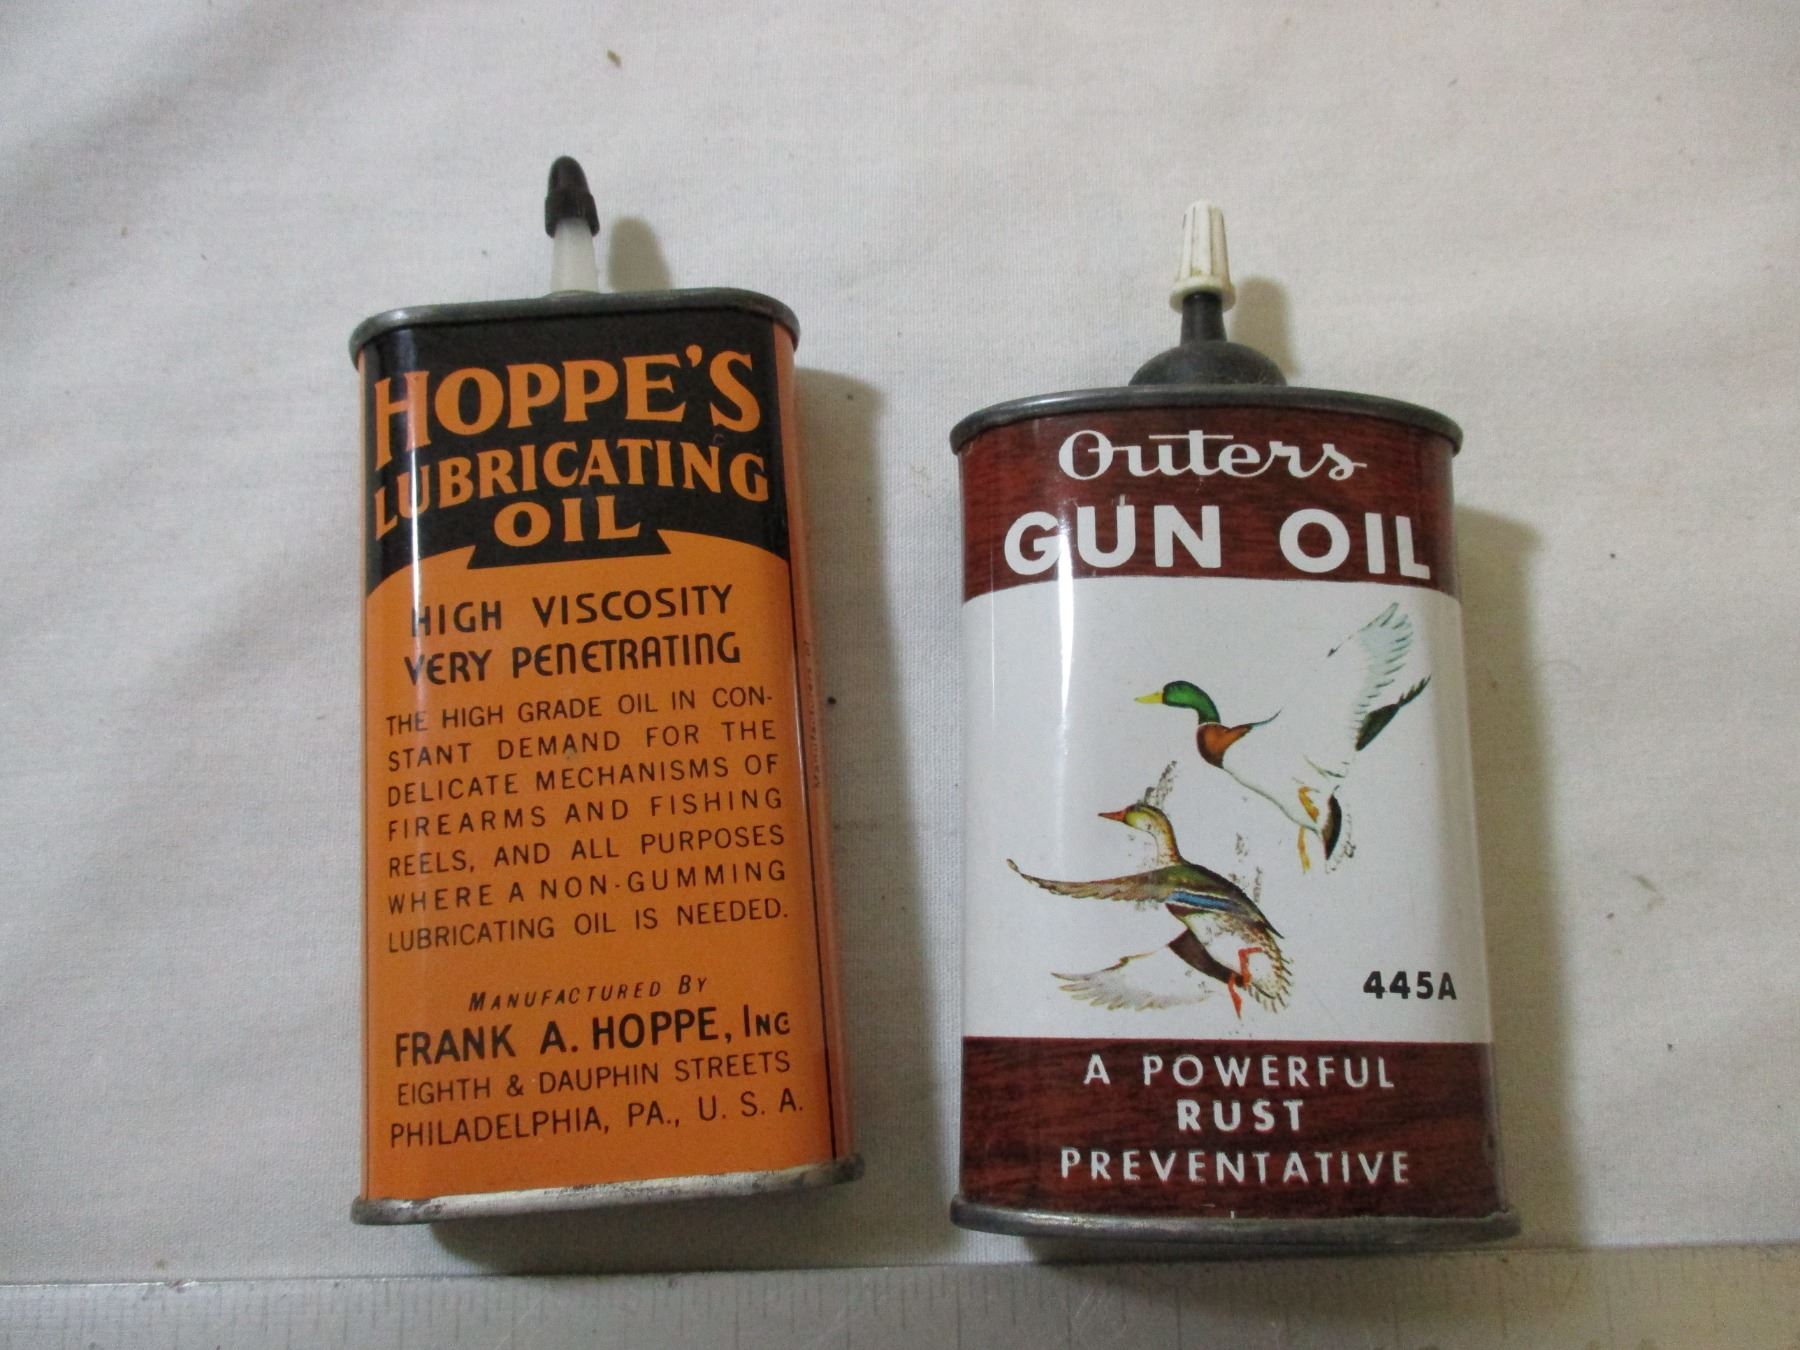 HOPPE'S
LUBRICATING
OIL
HIGH VISCOSITY
VERY PENETRATING
THE HIGH GRADE OIL IN CON-
STANT DEMAND FOR THE
DELICATE MECHANISMS OF
FIREARMS AND FISHING
REELS, AND ALL PURPOSES
WHERE A NON-GUMMING
LUBRICATING OIL IS NEEDED.
MANUFACTURED BY
FRANK A. HOPPE, INC
EIGHTH & DAUPHIN STREETS
PHILADELPHIA, PA., U. S. A.
Outers
GUN OIL
445A
A POWERFUL
RUST
PREVENTATIVE